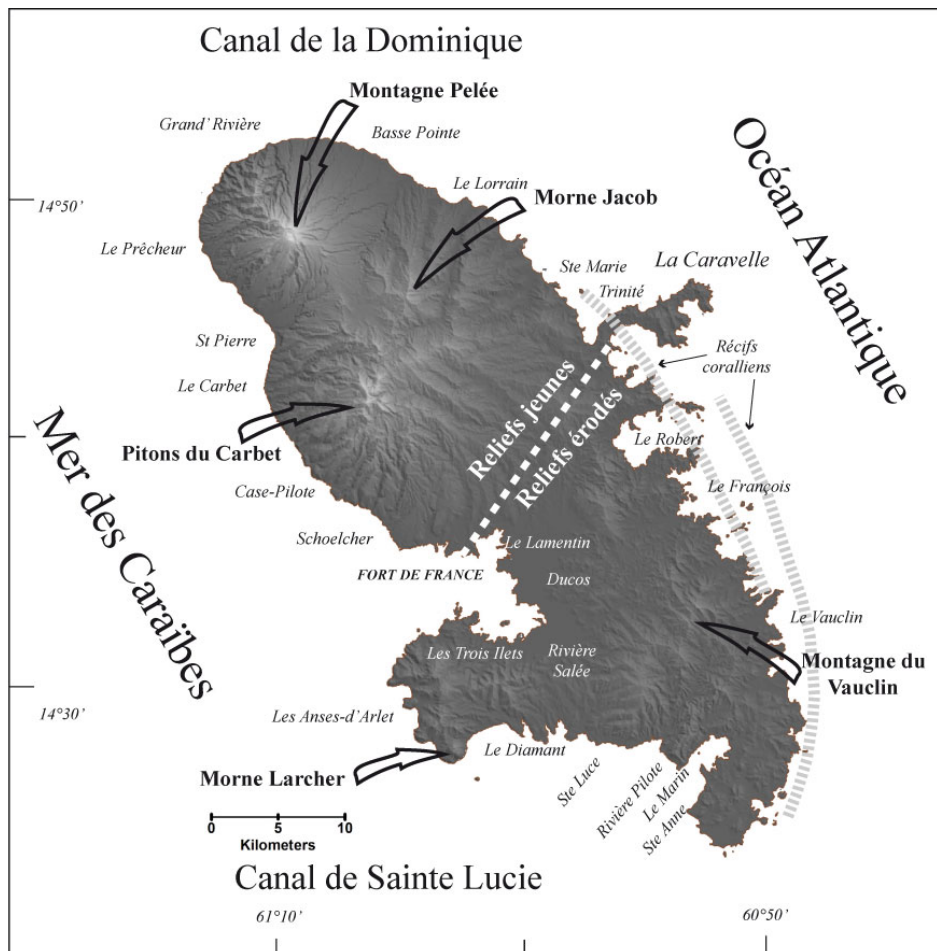 Canal de la Dominique
Montagne Pelée
Grand' Rivière
Basse Pointe
Océan Atlantique
Le Lorrain
14°50'
Morne Jacob
Le Prêcheur
Ste Marie
La Caravelle
Trinité
St Pierre
Récifs
coralliens
Le Carbet
Reliefs jeunes
Reliefs érodés
Mer des Caraïbes
Pitons du Carbet
Le Robert
Case-Pilote
Le François
Schoelcher
Le Lamentin
FORT DE FRANCE
Ducos
Le Vauclin
Les Trois Ilets
Rivière
Salée
Montagne du
Vauclin
14°30'
Les Anses-d'Arlet
Le Diamant
Morne Larcher
Ste Luce
Rivière Pilote
Le Marin
Ste Anne
0 5 10
Kilometers
Canal de Sainte Lucie
61°10'
60°50'